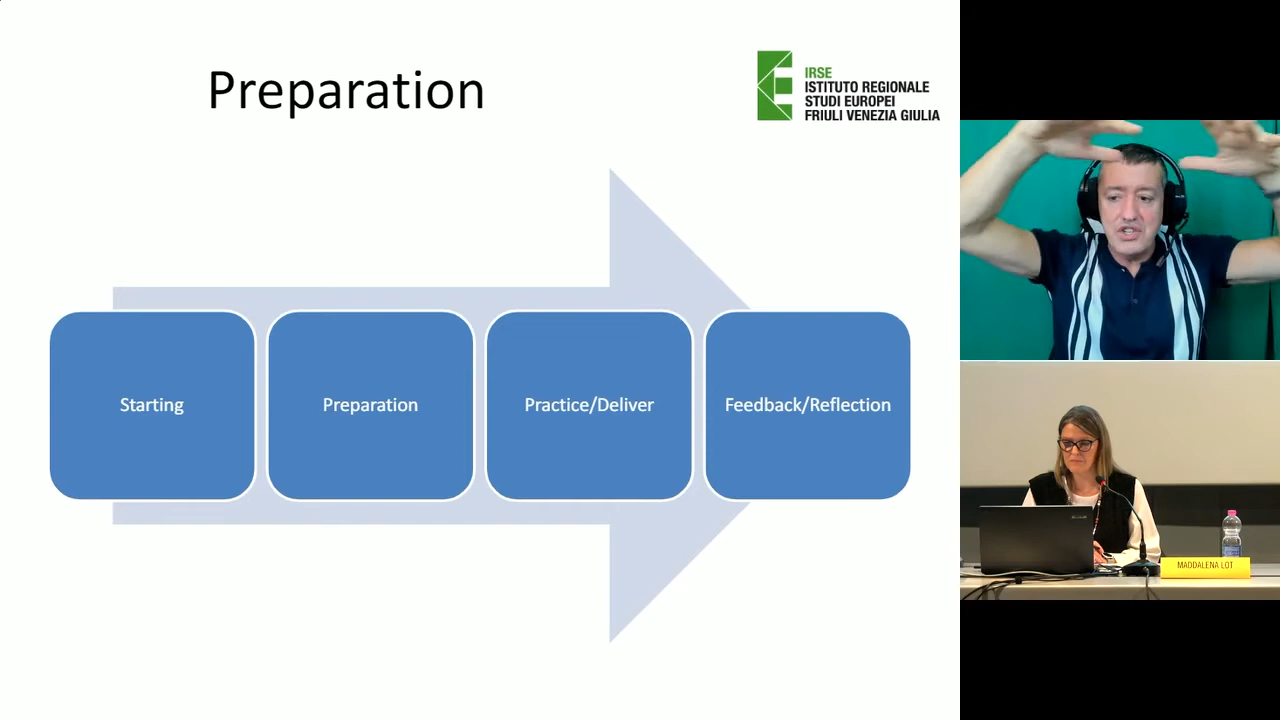 Preparation
IRSE
ISTITUTO REGIONALE
STUDI EUROPEI
FRIULI VENEZIA GIULIA
Starting
Preparation
Practice/Deliver
Feedback/Reflection
MADDALENA LOT